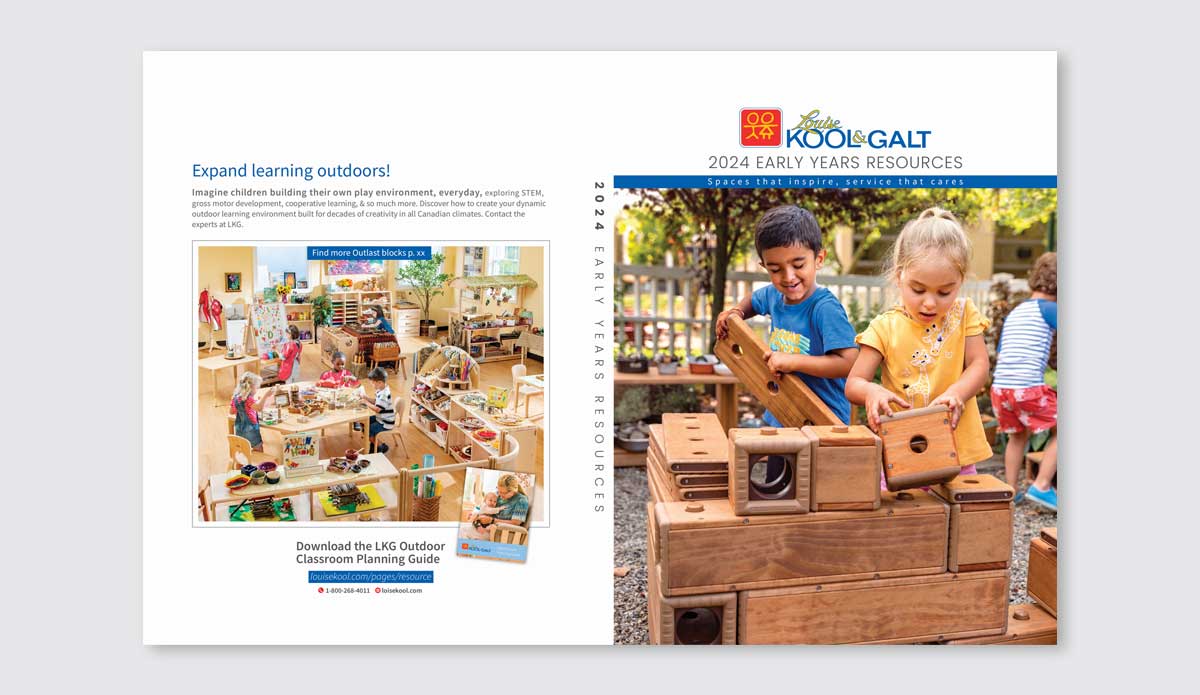 Expand learning outdoors!
Imagine children building their own play environment, everyday, exploring STEM,
gross motor development, cooperative learning, & so much more. Discover how to create your dynamic
outdoor learning environment built for decades of creativity in all Canadian climates. Contact the
experts at LKG.
Find more Outlast blocks p. xx
KOOL&GALT
Download the LKG Outdoor
Classroom Planning Guide
louisekool.com/pages/resource
1-800-268-4011 loisekool.com
2024 EARLY YEARS RESOURCES
Louise
KOOL&GALT
2024 EARLY YEARS RESOURCES
Spaces that inspire, service that cares